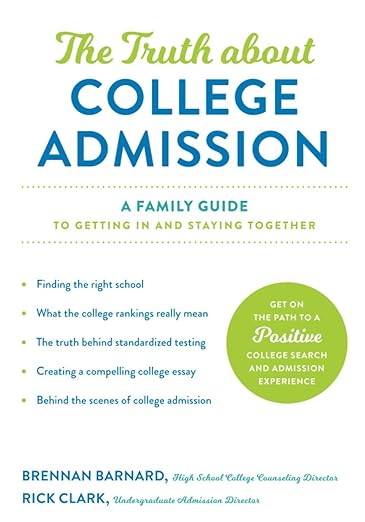 The Truth about
COLLEGE
ADMISSION
A FAMILY GUIDE
TO GETTING IN AND STAYING TOGETHER
• Finding the right school
• What the college rankings really mean
• The truth behind standardized testing
• Creating a compelling college essay
• Behind the scenes of college admission
GET ON
THE PATH TO A
Positive
COLLEGE SEARCH
AND ADMISSION
EXPERIENCE
BRENNAN BARNARD, High School College Counseling Director
RICK CLARK, Undergraduate Admission Director